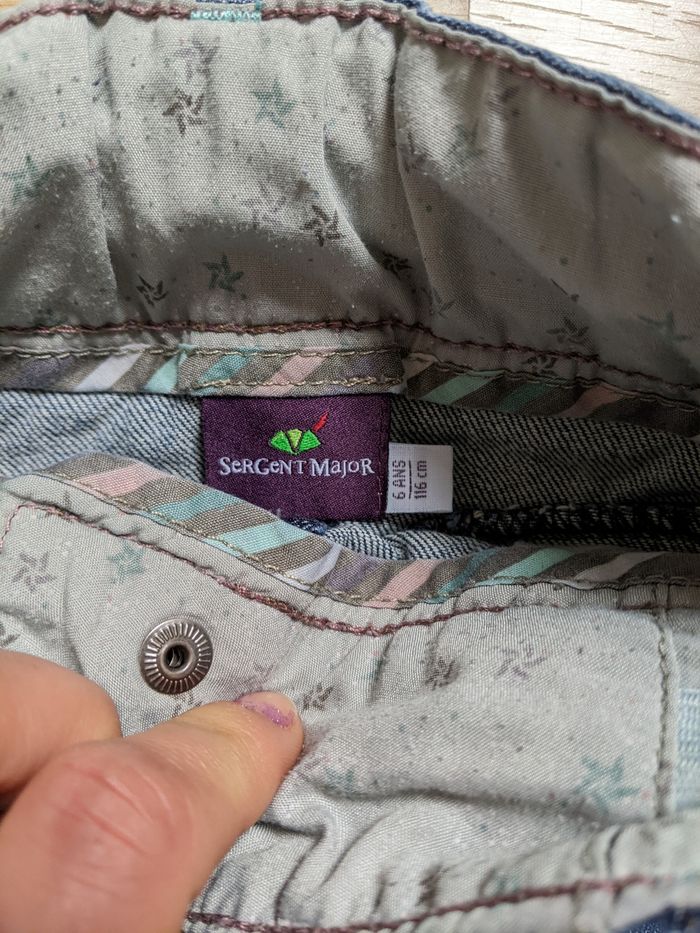 SERGENT MAJOR
6 ANS
116 cm